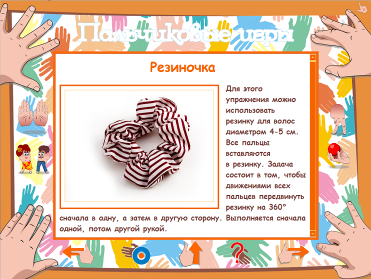 Пальчиковые игры
Резиночка
Для этого
упражнения можно
использовать
резинку для волос
диаметром 4-5 см.
Все пальцы
вставляются
в резинку. Задача
состоит в том, чтобы
движениями всех
пальцев передвинуть
резинку на 360°
сначала в одну, а затем в другую сторону. Выполняется сначала
одной, потом другой рукой.